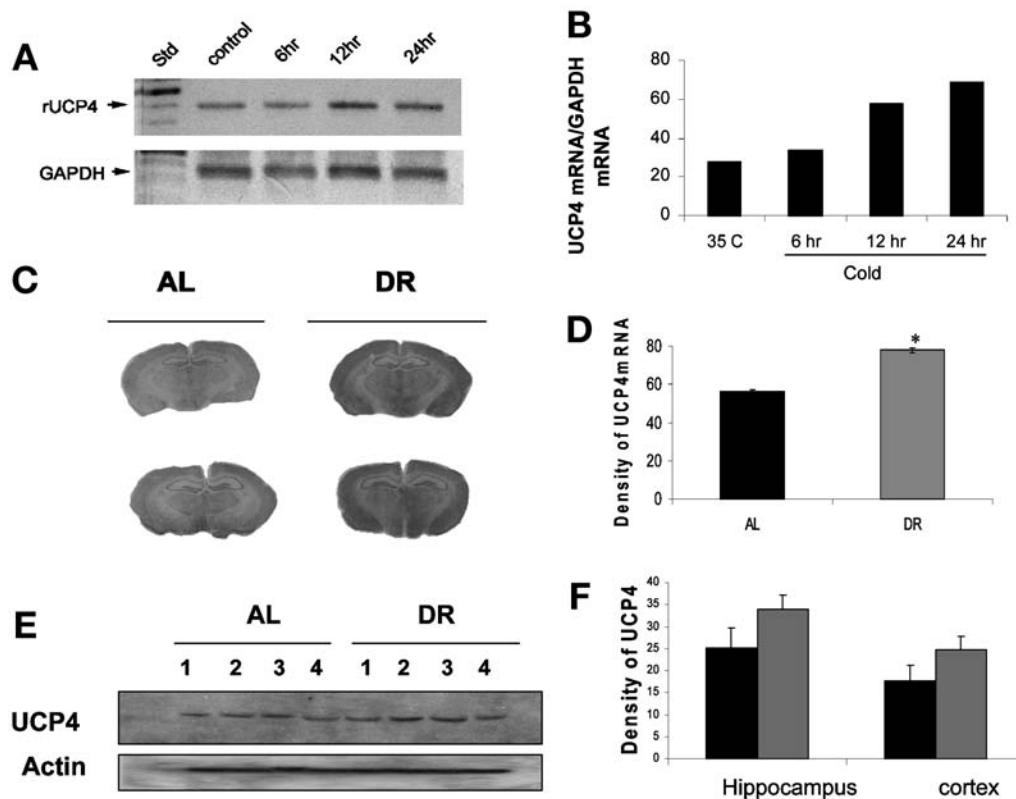 A
Std control 6hr 12hr 24hr
rUCP4
GAPDH
B
UCP4 mRNA/GAPDH
mRNA
80
60
40
20
0
35 C 6 hr 12 hr 24 hr
Cold
C
AL DR
D
Density of UCP4mRNA
80
60
40
20
0
*
AL DR
E
AL DR
1 2 3 4 1 2 3 4
UCP4
Actin
F
Density of UCP4
40
35
30
25
20
15
10
5
0
Hippocampus cortex